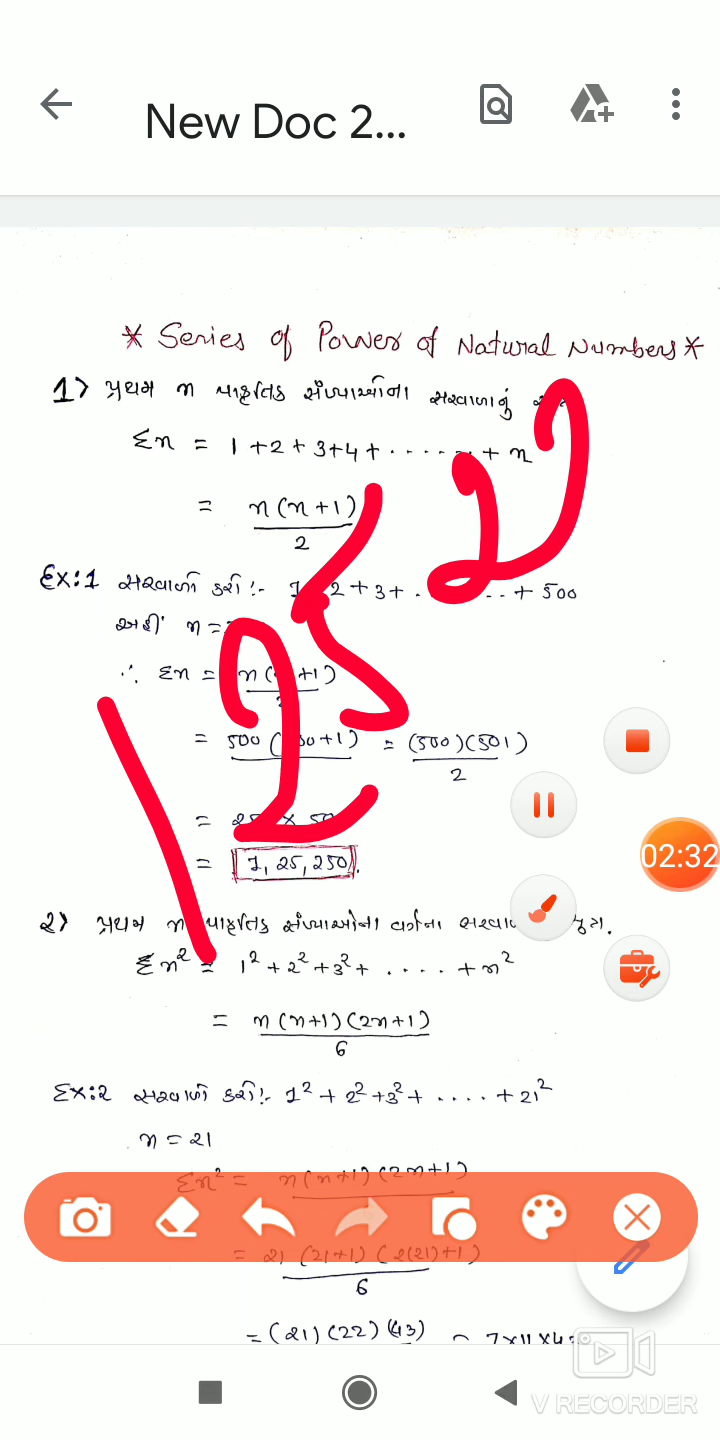 New Doc 2...
* Series of Power of Natural Numbers *
1) પ્રથમ n પ્રાકૃતિક સંખ્યાઓના સરવાળાનું
Σn = 1 + 2 + 3 + 4 + ...... + n
= n(n+1)
2
Ex:1 સરવાળો કરો:- 1 + 2 + 3 + ..... + 500
અહીં n =
∴ Σn = n( +1)
= 500 ( +1) = (500)(501)
2
=
= 1,25,250.
2) પ્રથમ n પ્રાકૃતિક સંખ્યાઓના વર્ગના
Σn² = 1² + 2² + 3² + .... + n²
= n(n+1)(2n+1)
6
Ex:2 સરવાળો કરો:- 1² + 2² + 3² + .... + 21²
n = 21
Σn² = n(n+1)(2n+1)
= 21 (21+1) (2(21)+1)
6
= (21)(22)(43)
1252
02:32
V RECORDER